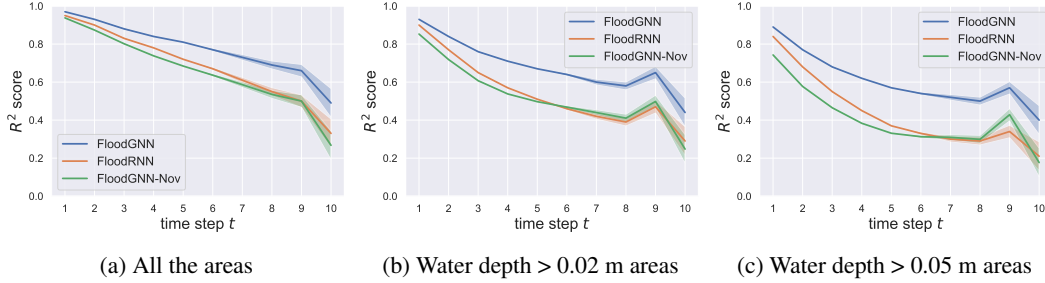 1.0
0.8
0.6
0.4
0.2
0.0
R² score
FloodGNN
FloodRNN
FloodGNN-Nov
1 2 3 4 5 6 7 8 9 10
time step t
(a) All the areas
1.0
0.8
0.6
0.4
0.2
0.0
R² score
FloodGNN
FloodRNN
FloodGNN-Nov
1 2 3 4 5 6 7 8 9 10
time step t
(b) Water depth > 0.02 m areas
1.0
0.8
0.6
0.4
0.2
0.0
R² score
FloodGNN
FloodRNN
FloodGNN-Nov
1 2 3 4 5 6 7 8 9 10
time step t
(c) Water depth > 0.05 m areas